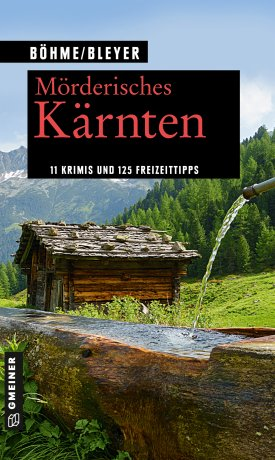 BÖHME/BLEYER
Mörderisches
Kärnten
11 KRIMIS UND 125 FREIZEITTIPPS
GMEINER